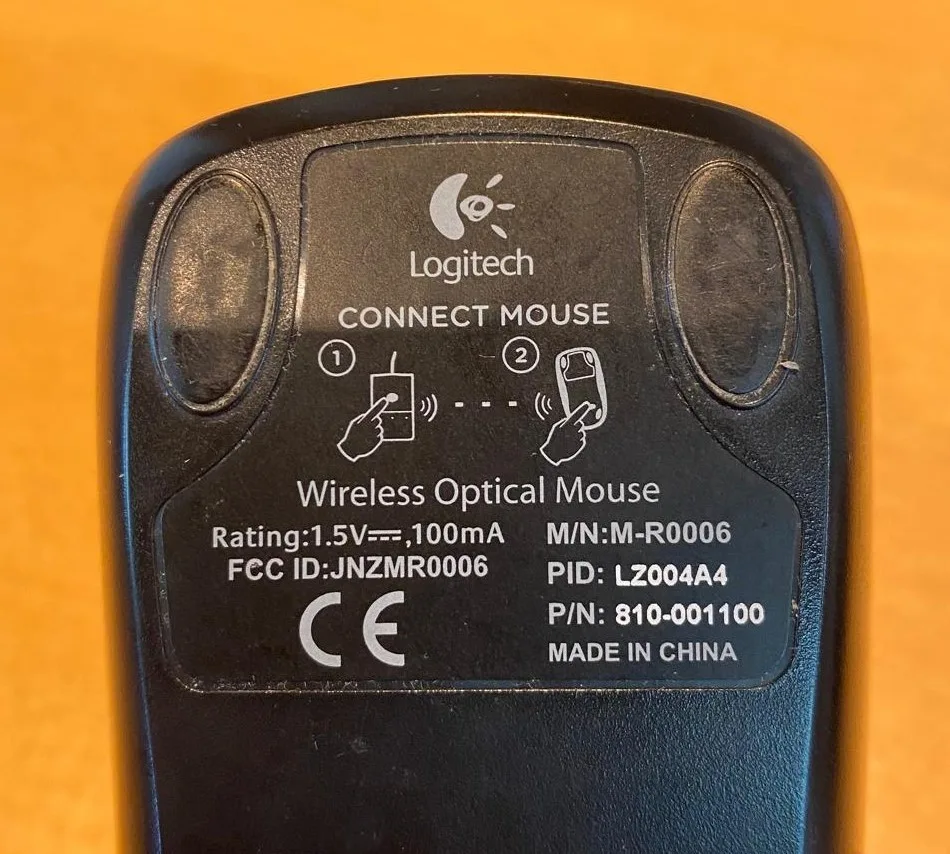 Logitech
CONNECT MOUSE
1 2
Wireless Optical Mouse
Rating:1.5V⎓,100mA
FCC ID:JNZMR0006
CE
M/N:M-R0006
PID: LZ004A4
P/N: 810-001100
MADE IN CHINA